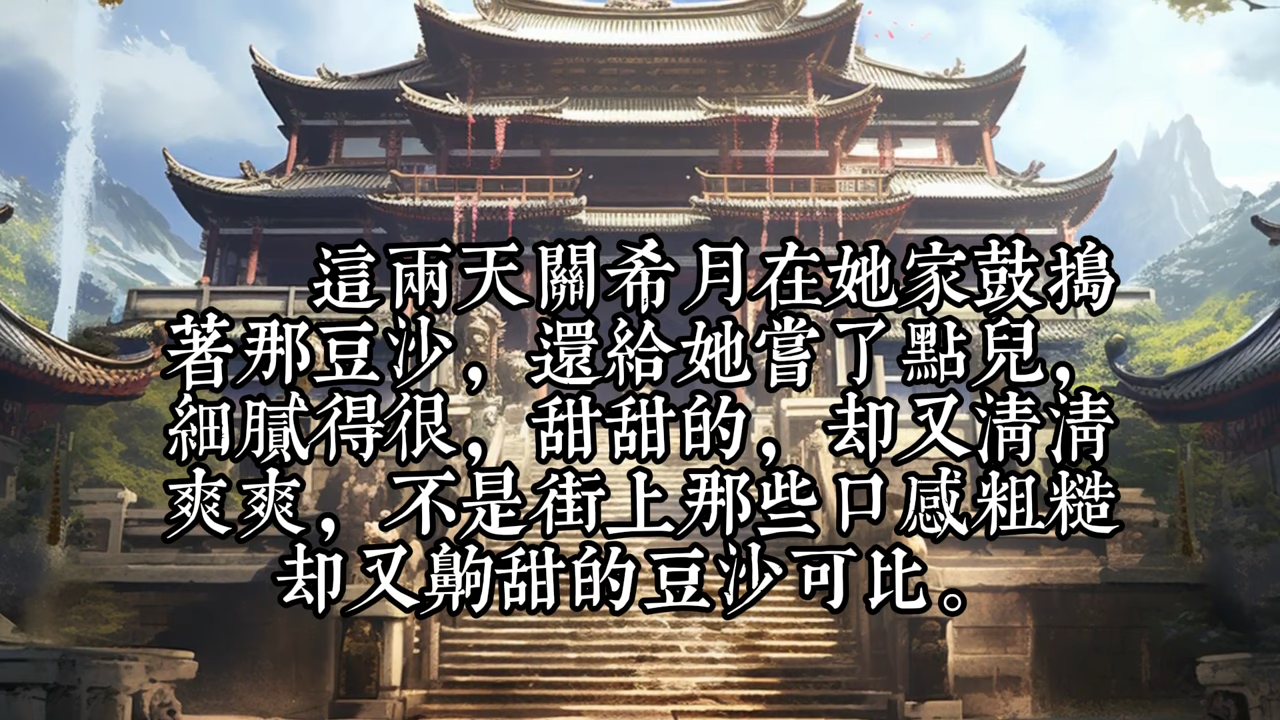 這兩天關希月在她家鼓搗
著那豆沙，還給她嘗了點兒，
細膩得很，甜甜的，却又淸淸
爽爽，不是街上那些口感粗糙
却又齁甜的豆沙可比。